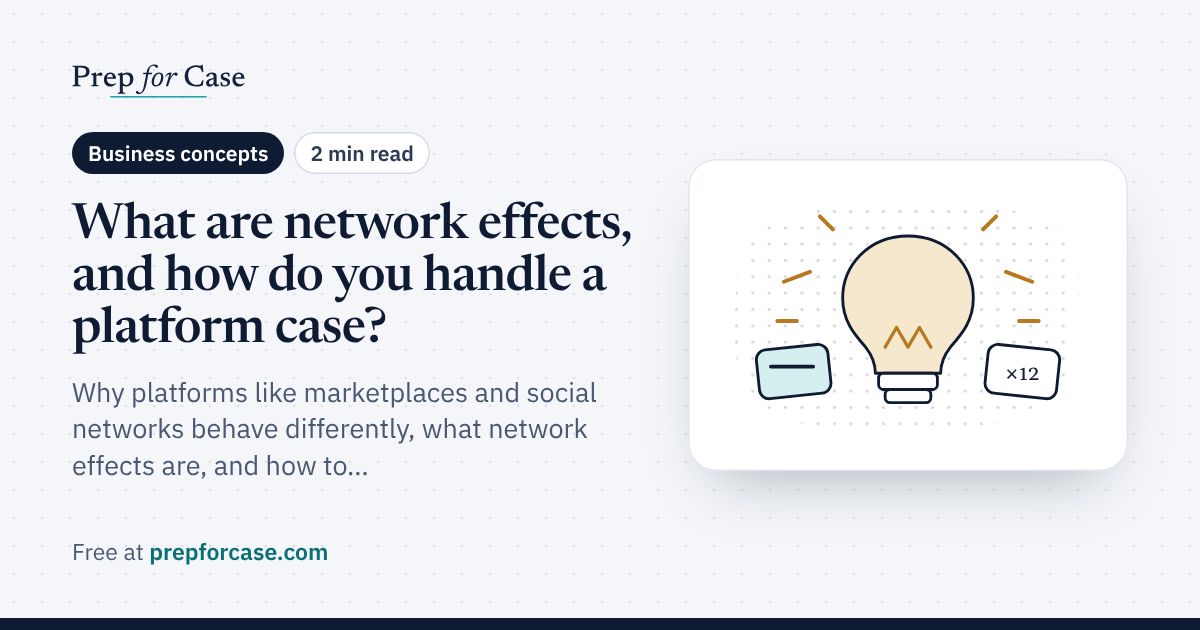 Prep for Case
Business concepts
2 min read
What are network effects,
and how do you handle a
platform case?
Why platforms like marketplaces and social
networks behave differently, what network
effects are, and how to...
×12
Free at prepforcase.com